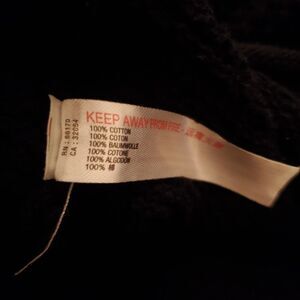 RN : 88170
CA : 32054
KEEP AWAY FROM FIRE -
100% COTTON
100% COTON
100% BAUMWOLLE
100% COTONE
100% ALGODÓN
100% 棉